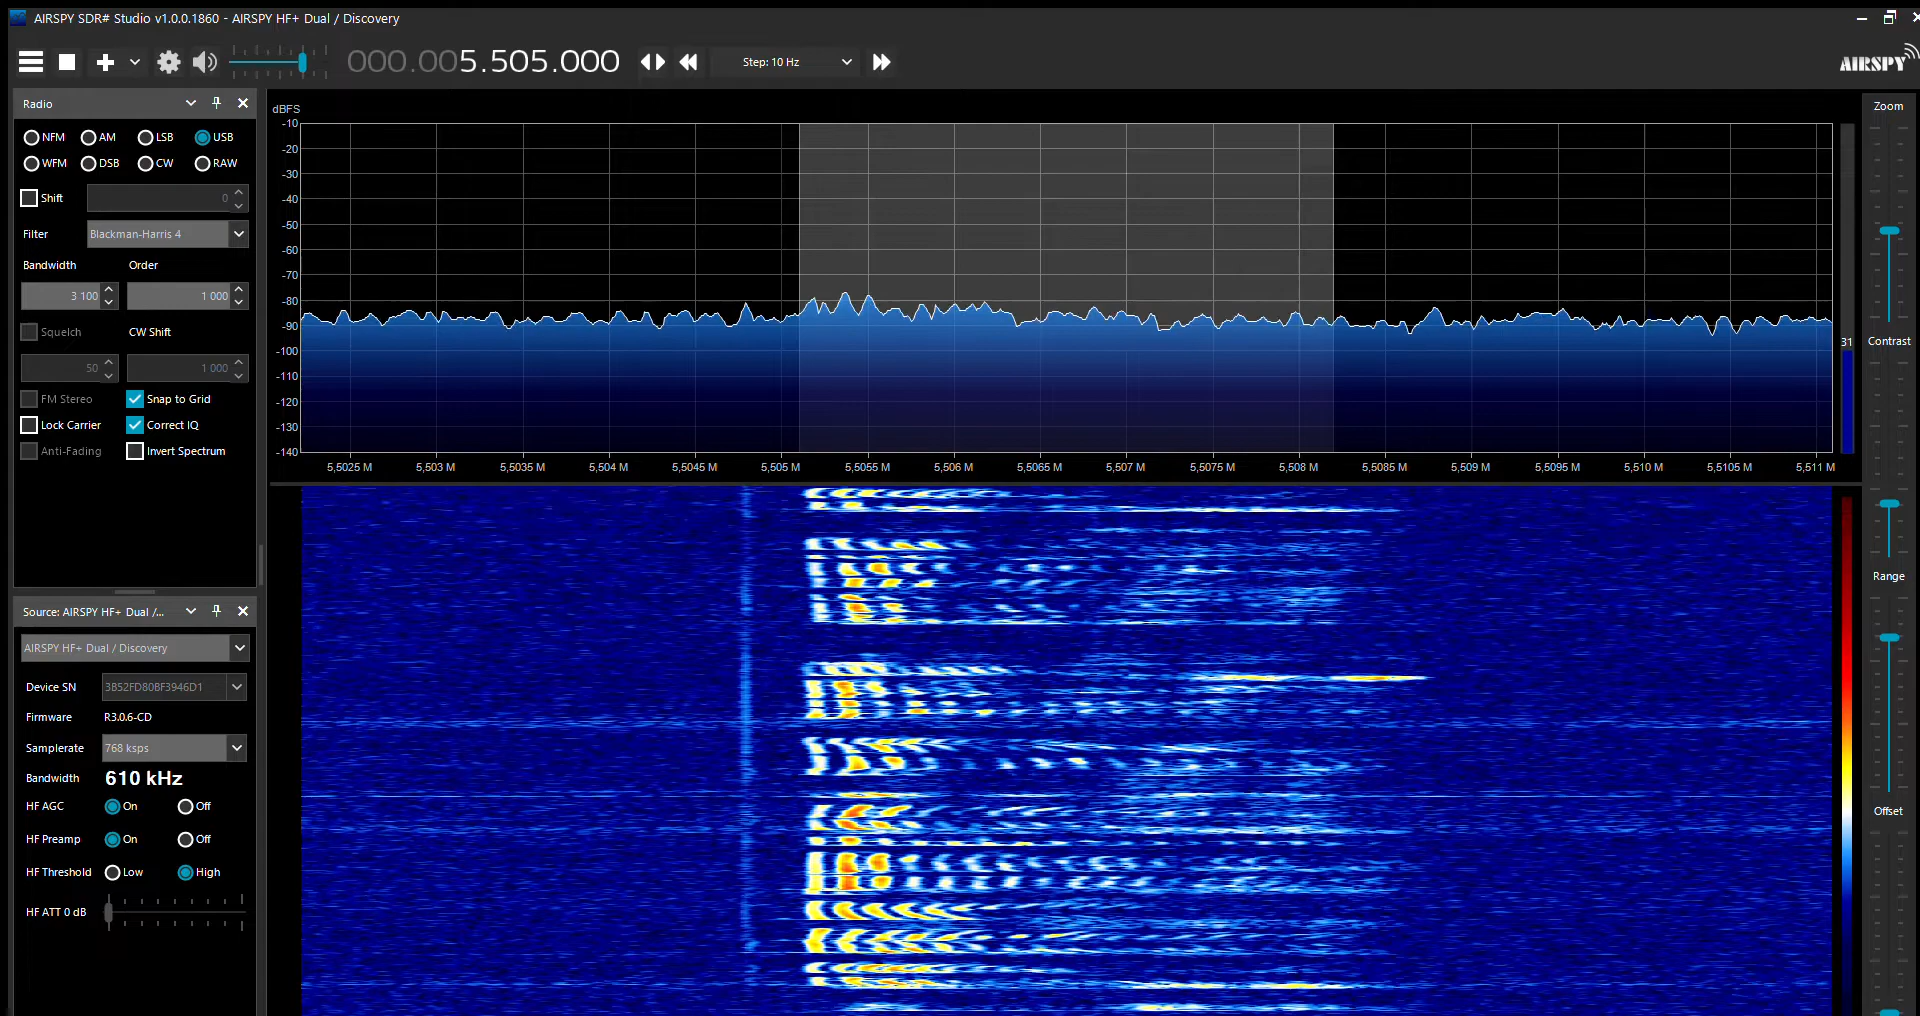 AIRSPY SDR# Studio v1.0.0.1860 - AIRSPY HF+ Dual / Discovery
000.005.505.000
Step: 10 Hz
AIRSPY
Radio
NFM AM LSB USB
WFM DSB CW RAW
Shift 0
Filter Blackman-Harris 4
Bandwidth Order
3 100 1 000
Squelch CW Shift
50 1 000
FM Stereo Snap to Grid
Lock Carrier Correct IQ
Anti-Fading Invert Spectrum
Source: AIRSPY HF+ Dual /...
AIRSPY HF+ Dual / Discovery
Device SN 3B52FD80BF3946D1
Firmware R3.0.6-CD
Samplerate 768 ksps
Bandwidth 610 kHz
HF AGC On Off
HF Preamp On Off
HF Threshold Low High
HF ATT 0 dB
dBFS
-10
-20
-30
-40
-50
-60
-70
-80
-90
-100
-110
-120
-130
-140
5,5025 M 5,503 M 5,5035 M 5,504 M 5,5045 M 5,505 M 5,5055 M 5,506 M 5,5065 M 5,507 M 5,5075 M 5,508 M 5,5085 M 5,509 M 5,5095 M 5,510 M 5,5105 M 5,511 M
31
Zoom
Contrast
Range
Offset